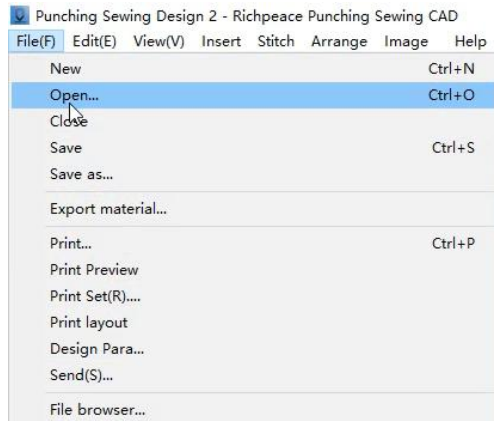 Punching Sewing Design 2 - Richpeace Punching Sewing CAD
File(F) Edit(E) View(V) Insert Stitch Arrange Image Help
New Ctrl+N
Open... Ctrl+O
Close
Save Ctrl+S
Save as...
Export material...
Print... Ctrl+P
Print Preview
Print Set(R)....
Print layout
Design Para...
Send(S)...
File browser...